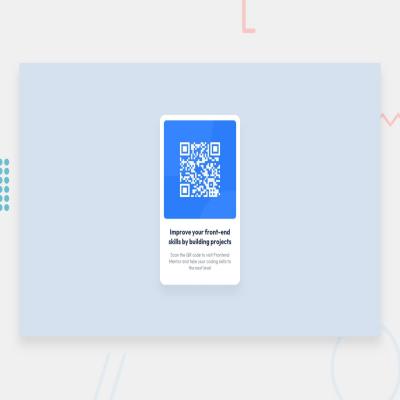 Improve your front-end
skills by building projects
Scan the QR code to visit Frontend
Mentor and take your coding skills to
the next level